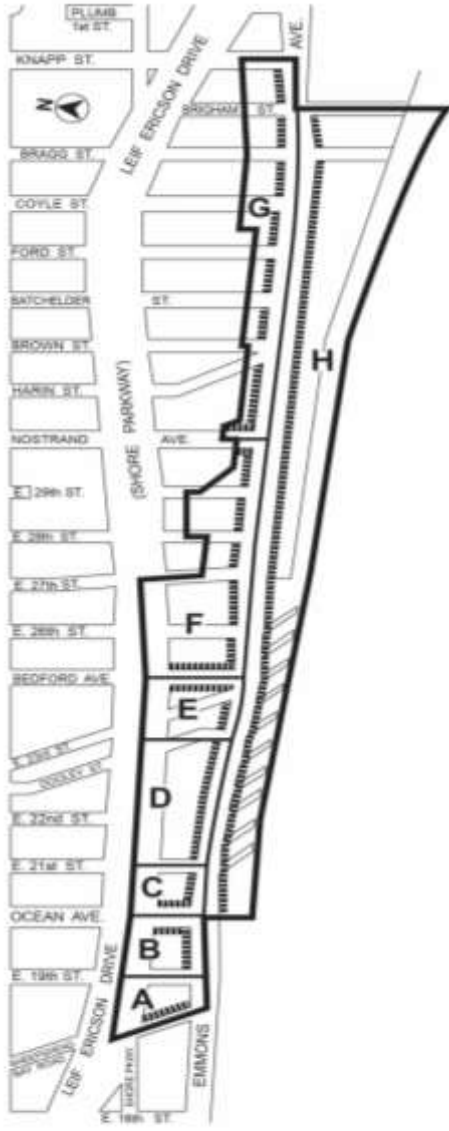 PLUMB
1st ST.
KNAPP ST.
AVE.
N
LEIF ERICSON DRIVE
BRIGHAM ST.
BRAGG ST.
COYLE ST.
G
FORD ST.
BATCHELDER ST.
BROWN ST.
H
HARIN ST.
(SHORE PARKWAY)
NOSTRAND AVE.
E. 29th ST.
E. 28th ST.
E. 27th ST.
F
E. 26th ST.
BEDFORD AVE.
E
E. 23rd ST.
DOOLEY ST.
D
E. 22nd ST.
E. 21st ST.
C
OCEAN AVE.
B
E. 19th ST.
A
LEIF ERICSON DRIVE
EMMONS
SHORE PKWY
E. 18th ST.